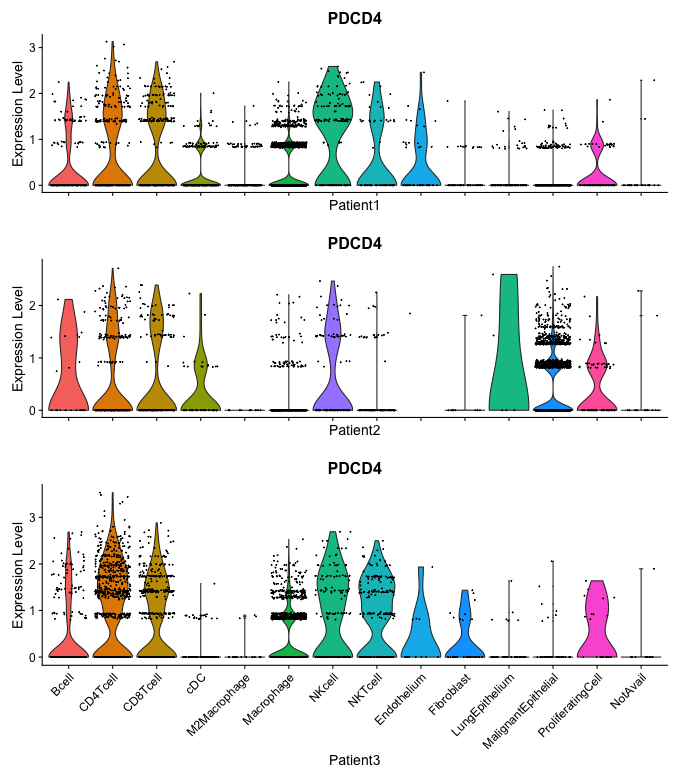 PDCD4
Expression Level
3
2
1
0
Patient1
PDCD4
Expression Level
2
1
0
Patient2
PDCD4
Expression Level
3
2
1
0
Bcell
CD4Tcell
CD8Tcell
cDC
M2Macrophage
Macrophage
NKcell
NKTcell
Endothelium
Fibroblast
LungEpithelium
MalignantEpithelial
ProliferatingCell
NotAvail
Patient3